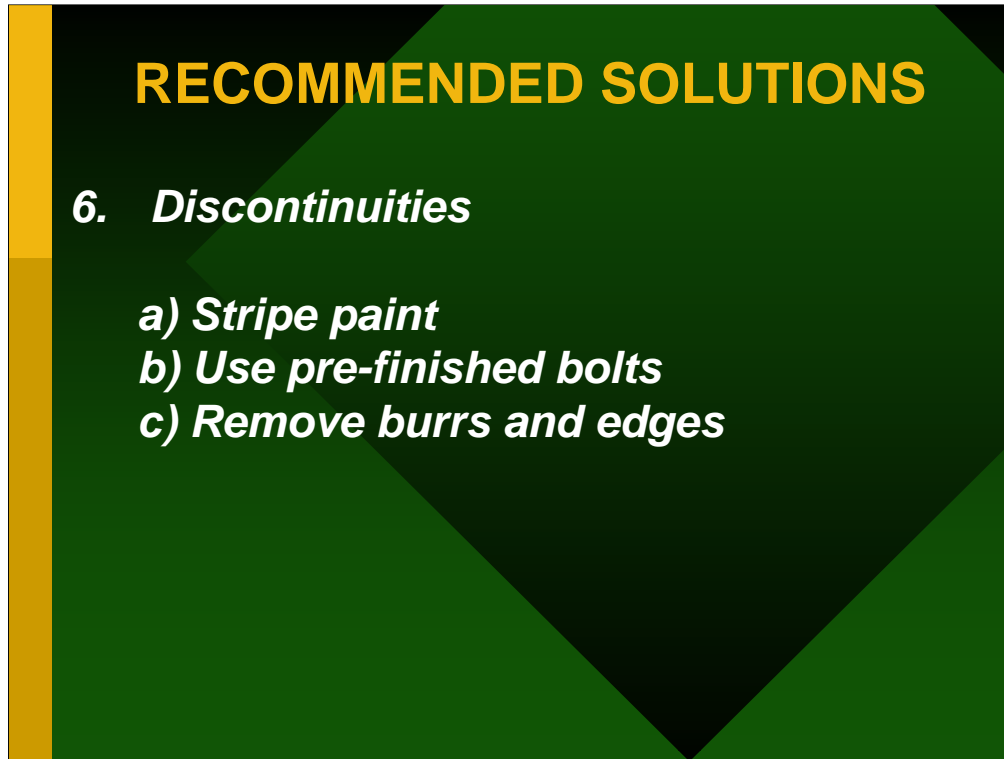 RECOMMENDED SOLUTIONS
6. Discontinuities
a) Stripe paint
b) Use pre-finished bolts
c) Remove burrs and edges